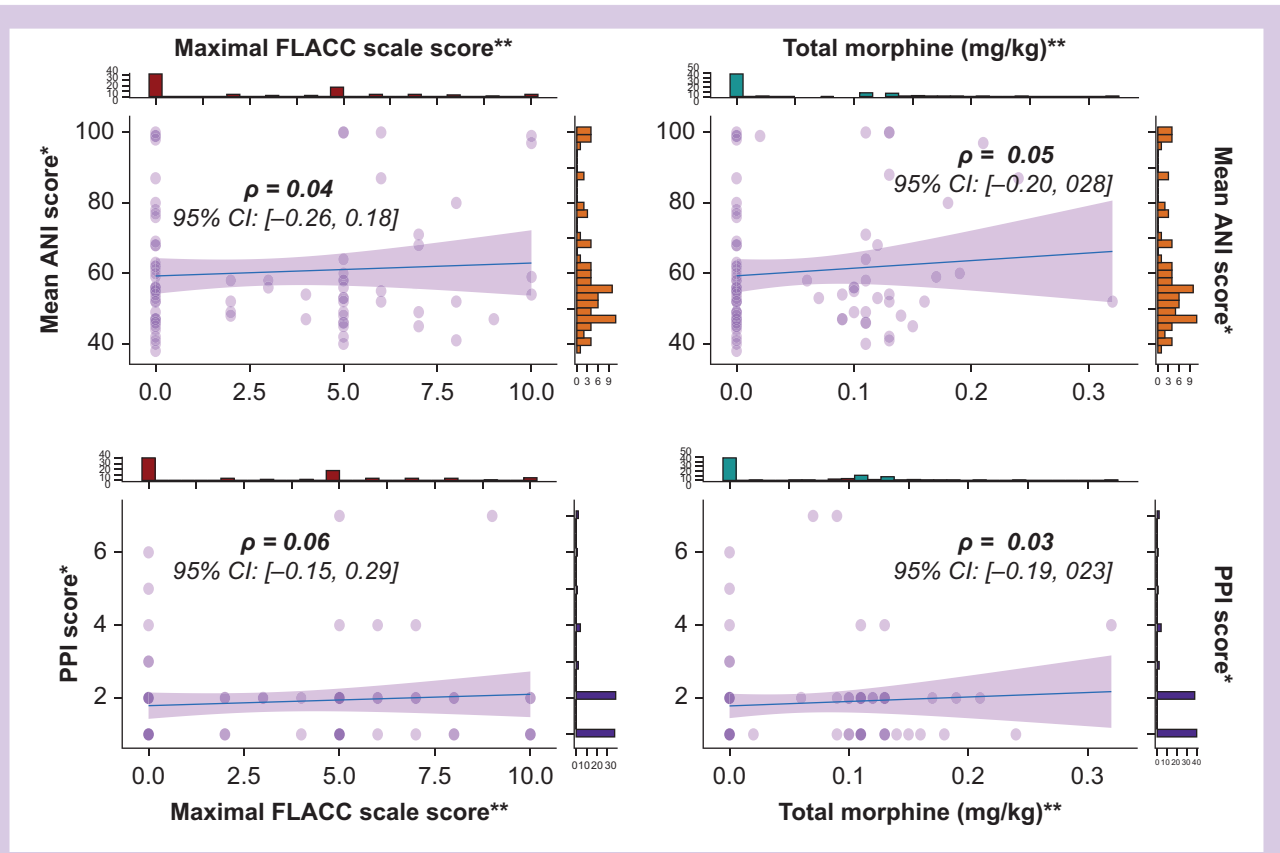 Maximal FLACC scale score**
40
30
20
10
0
Mean ANI score*
100
80
60
40
ρ = 0.04
95% CI: [–0.26, 0.18]
0.0 2.5 5.0 7.5 10.0
0 3 6 9
Total morphine (mg/kg)**
50
40
30
20
10
0
100
80
60
40
ρ = 0.05
95% CI: [–0.20, 028]
0.0 0.1 0.2 0.3
0 3 6 9
Mean ANI score*
40
30
20
10
0
PPI score*
6
4
2
ρ = 0.06
95% CI: [–0.15, 0.29]
0.0 2.5 5.0 7.5 10.0
0 10 20 30
Maximal FLACC scale score**
50
40
30
20
10
0
6
4
2
ρ = 0.03
95% CI: [–0.19, 023]
0.0 0.1 0.2 0.3
0 10 20 30 40
PPI score*
Total morphine (mg/kg)**